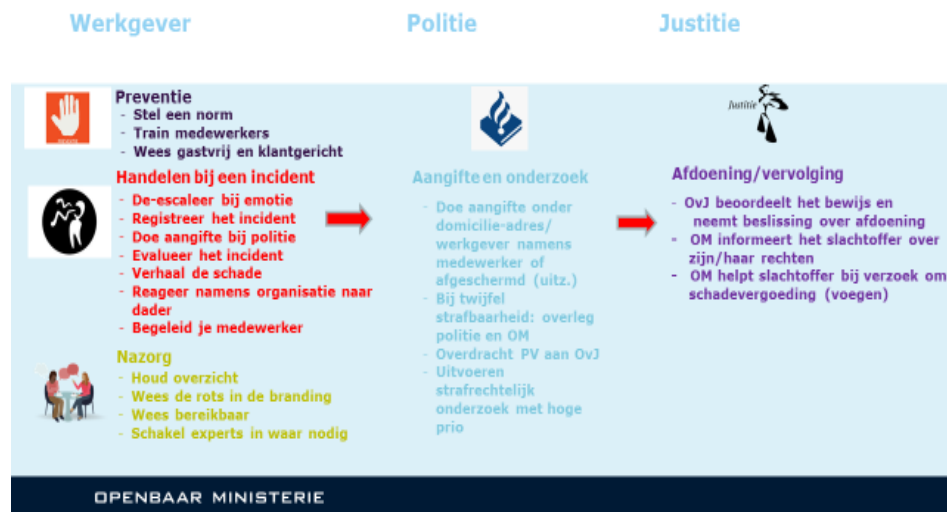 Werkgever
Politie
Justitie
Preventie
- Stel een norm
- Train medewerkers
- Wees gastvrij en klantgericht
Handelen bij een incident
- De-escaleer bij emotie
- Registreer het incident
- Doe aangifte bij politie
- Evalueer het incident
- Verhaal de schade
- Reageer namens organisatie naar
dader
- Begeleid je medewerker
Nazorg
- Houd overzicht
- Wees de rots in de branding
- Wees bereikbaar
- Schakel experts in waar nodig
Aangifte en onderzoek
- Doe aangifte onder
domicilie-adres/
werkgever namens
medewerker of
afgeschermd (uitz.)
- Bij twijfel
strafbaarheid: overleg
politie en OM
- Overdracht PV aan OvJ
- Uitvoeren
strafrechtelijk
onderzoek met hoge
prio
Justitie
Afdoening/vervolging
- OvJ beoordeelt het bewijs en
neemt beslissing over afdoening
- OM informeert het slachtoffer over
zijn/haar rechten
- OM helpt slachtoffer bij verzoek om
schadevergoeding (voegen)
OPENBAAR MINISTERIE